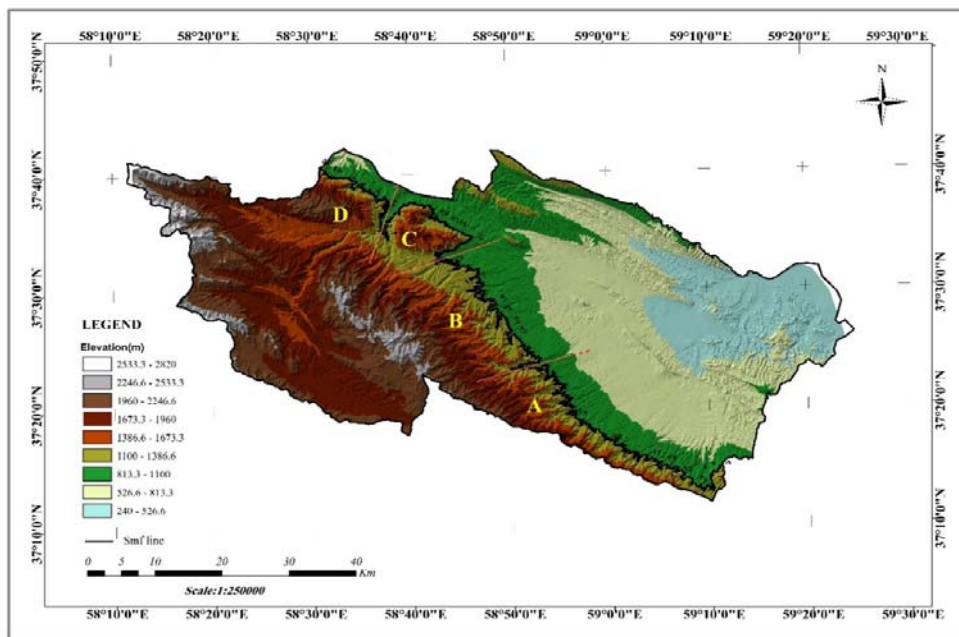 58°10'0"E 58°20'0"E 58°30'0"E 58°40'0"E 58°50'0"E 59°0'0"E 59°10'0"E 59°20'0"E 59°30'0"E
37°50'0"N
N
37°40'0"N 37°40'0"N
D
C
37°30'0"N 37°30'0"N
B
LEGEND
Elevation(m)
2533.3 - 2820
2246.6 - 2533.3
1960 - 2246.6
1673.3 - 1960
1386.6 - 1673.3
1100 - 1386.6
813.3 - 1100
526.6 - 813.3
240 - 526.6
Smf line
A
37°20'0"N 37°20'0"N
37°10'0"N 37°10'0"N
0 5 10 20 30 40
Km
Scale:1:250000
58°10'0"E 58°20'0"E 58°30'0"E 58°40'0"E 58°50'0"E 59°0'0"E 59°10'0"E 59°20'0"E 59°30'0"E